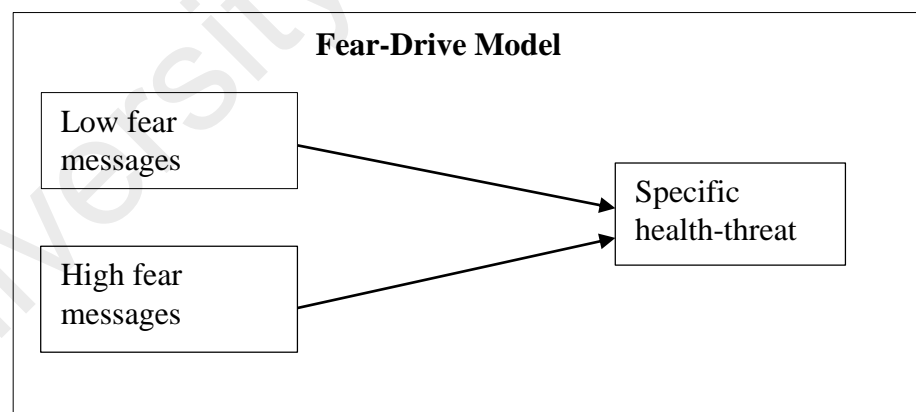 Fear-Drive Model
Low fear
messages
Specific
health-threat
High fear
messages